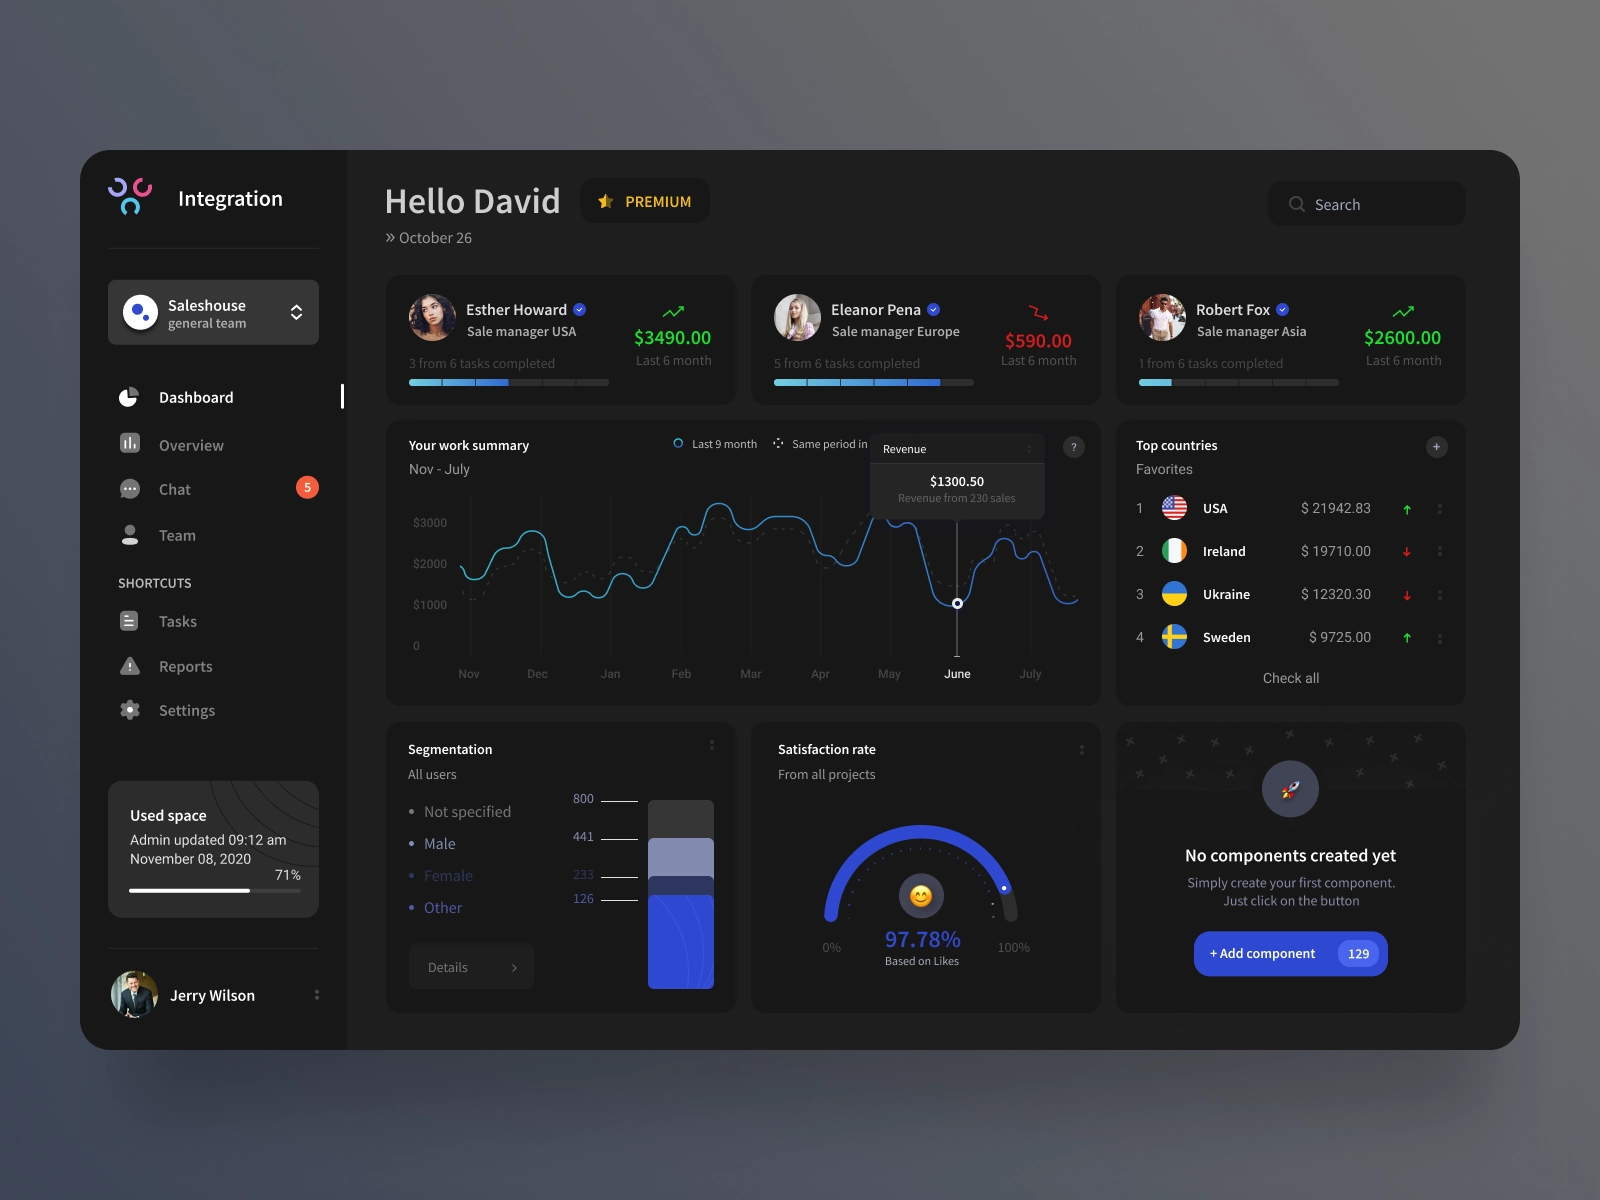 Integration
Saleshouse
general team
Dashboard
Overview
Chat
5
Team
SHORTCUTS
Tasks
Reports
Settings
Used space
Admin updated 09:12 am
November 08, 2020
71%
Jerry Wilson
Hello David
PREMIUM
» October 26
Search
Esther Howard
Sale manager USA
$3490.00
Last 6 month
3 from 6 tasks completed
Eleanor Pena
Sale manager Europe
$590.00
Last 6 month
5 from 6 tasks completed
Robert Fox
Sale manager Asia
$2600.00
Last 6 month
1 from 6 tasks completed
Your work summary
Nov - July
Last 9 month
Same period in
Revenue
$1300.50
Revenue from 230 sales
?
$3000
$2000
$1000
0
Nov Dec Jan Feb Mar Apr May June July
Top countries
+
Favorites
1 USA $ 21942.83
2 Ireland $ 19710.00
3 Ukraine $ 12320.30
4 Sweden $ 9725.00
Check all
Segmentation
All users
• Not specified
• Male
• Female
• Other
800
441
233
126
Details
Satisfaction rate
From all projects
0%
97.78%
100%
Based on Likes
No components created yet
Simply create your first component.
Just click on the button
+ Add component 129